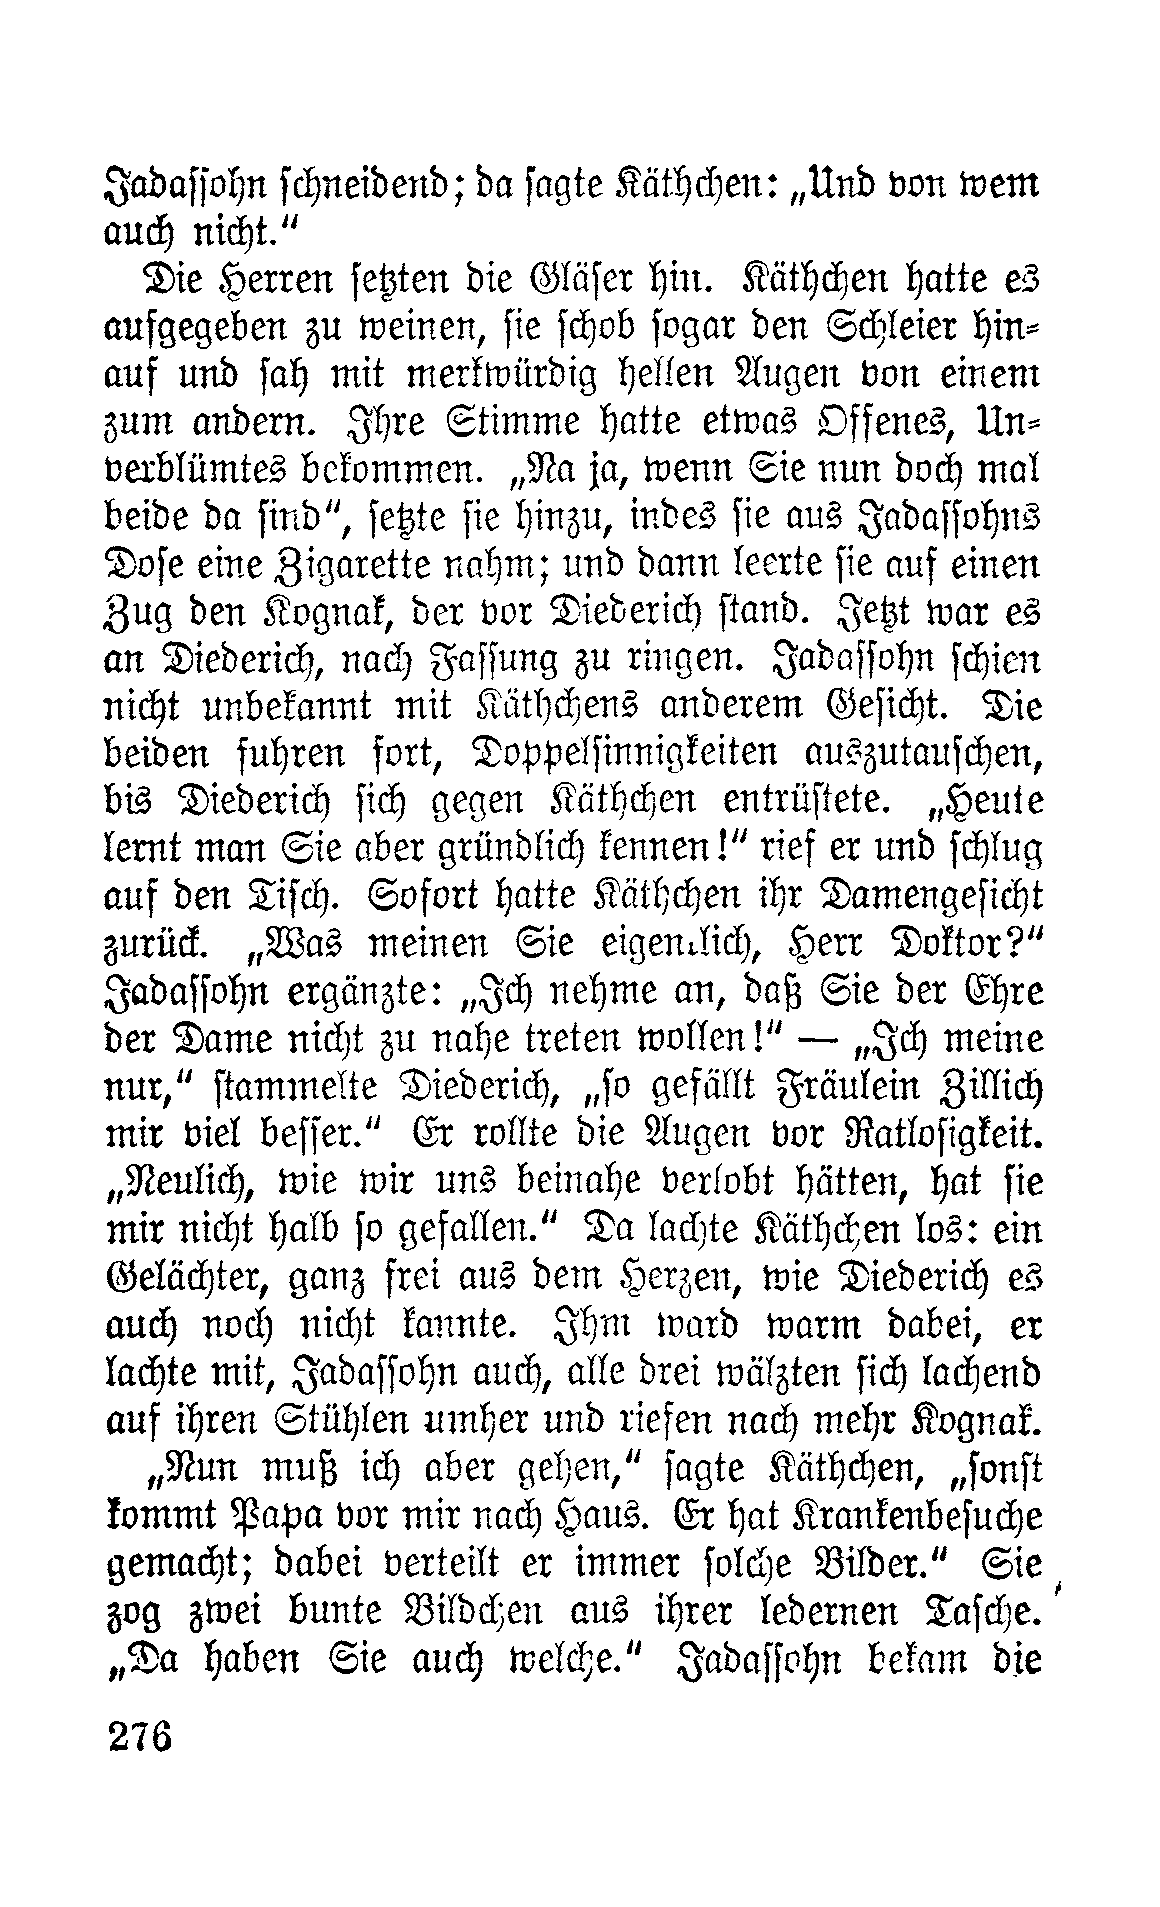 Jadassohn schneidend; da sagte Käthchen: „Und von wem
auch nicht."
Die Herren setzten die Gläser hin. Käthchen hatte es
aufgegeben zu weinen, sie schob sogar den Schleier hin-
auf und sah mit merkwürdig hellen Augen von einem
zum andern. Ihre Stimme hatte etwas Offenes, Un-
verblümtes bekommen. „Na ja, wenn Sie nun doch mal
beide da sind", setzte sie hinzu, indes sie aus Jadassohns
Dose eine Zigarette nahm; und dann leerte sie auf einen
Zug den Kognak, der vor Diederich stand. Jetzt war es
an Diederich, nach Fassung zu ringen. Jadassohn schien
nicht unbekannt mit Käthchens anderem Gesicht. Die
beiden fuhren fort, Doppelsinnigkeiten auszutauschen,
bis Diederich sich gegen Käthchen entrüstete. „Heute
lernt man Sie aber gründlich kennen!" rief er und schlug
auf den Tisch. Sofort hatte Käthchen ihr Damengesicht
zurück. „Was meinen Sie eigentlich, Herr Doktor?"
Jadassohn ergänzte: „Ich nehme an, daß Sie der Ehre
der Dame nicht zu nahe treten wollen!" — „Ich meine
nur," stammelte Diederich, „so gefällt Fräulein Zillich
mir viel besser." Er rollte die Augen vor Ratlosigkeit.
„Neulich, wie wir uns beinahe verlobt hätten, hat sie
mir nicht halb so gefallen." Da lachte Käthchen los: ein
Gelächter, ganz frei aus dem Herzen, wie Diederich es
auch noch nicht kannte. Ihm ward warm dabei, er
lachte mit, Jadassohn auch, alle drei wälzten sich lachend
auf ihren Stühlen umher und riefen nach mehr Kognak.
„Nun muß ich aber gehen," sagte Käthchen, „sonst
kommt Papa vor mir nach Haus. Er hat Krankenbesuche
gemacht; dabei verteilt er immer solche Bilder." Sie
zog zwei bunte Bildchen aus ihrer ledernen Tasche.
„Da haben Sie auch welche." Jadassohn bekam die
276